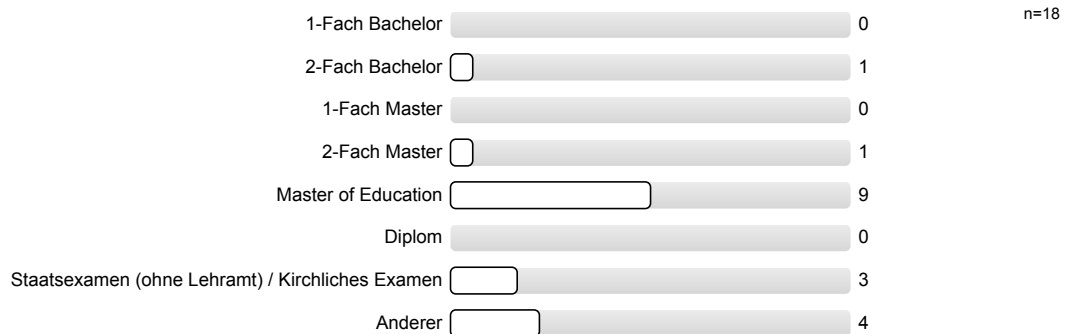 n=18
1-Fach Bachelor 0
2-Fach Bachelor 1
1-Fach Master 0
2-Fach Master 1
Master of Education 9
Diplom 0
Staatsexamen (ohne Lehramt) / Kirchliches Examen 3
Anderer 4